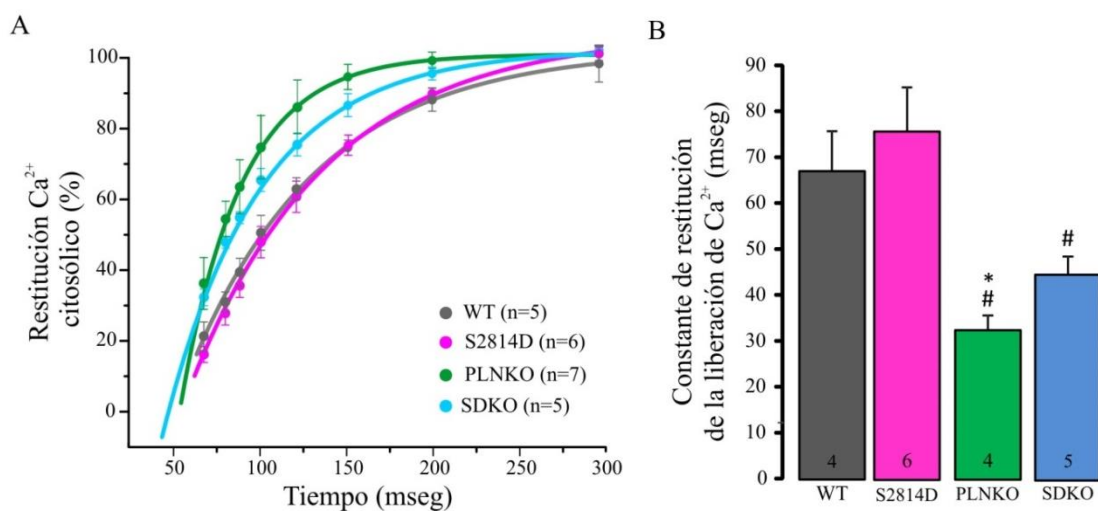 A
Restitución Ca²⁺
citosólico (%)
100
80
60
40
20
0
50
100
150
200
250
300
Tiempo (mseg)
WT (n=5)
S2814D (n=6)
PLNKO (n=7)
SDKO (n=5)
B
Constante de restitución
de la liberación de Ca²⁺ (mseg)
90
80
70
60
50
40
30
20
10
0
*
#
#
4
6
4
5
WT
S2814D
PLNKO
SDKO